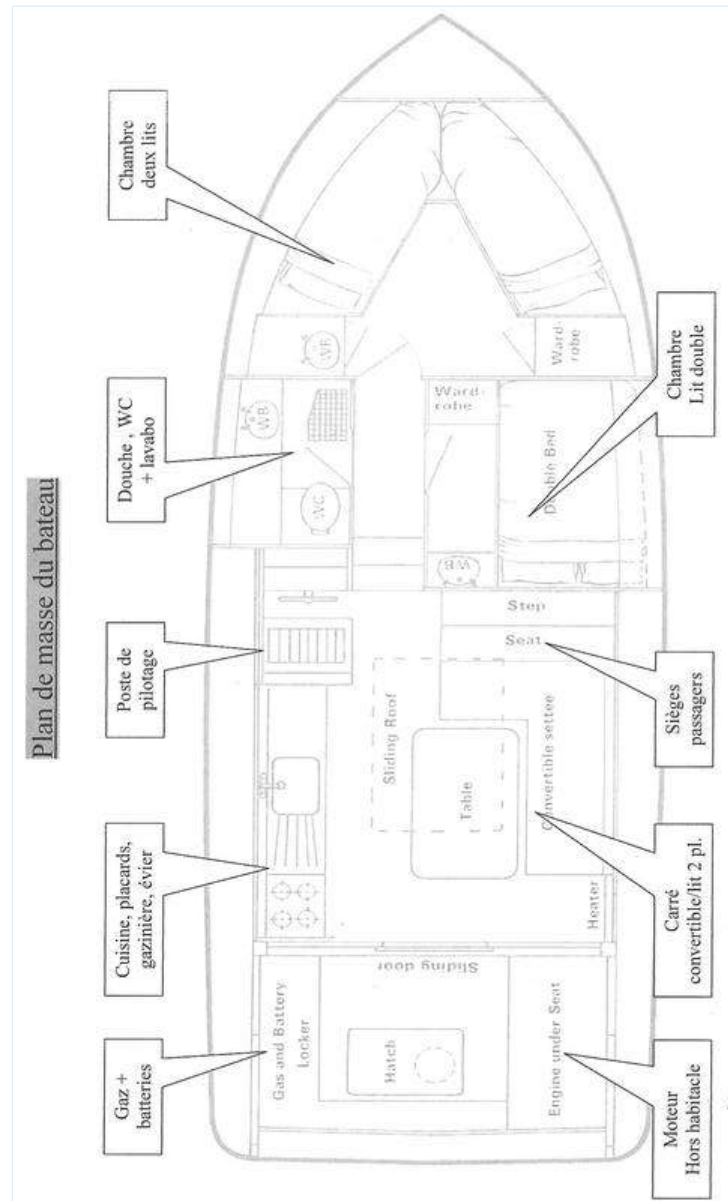 Plan de masse du bateau
Gaz +
batteries
Cuisine, placards,
gazinière, évier
Poste de
pilotage
Douche , WC
+ lavabo
Chambre
deux lits
Gas and Battery
Locker
Hatch
Sliding door
Engine under Seat
Heater
Sliding Roof
Table
Convertible settee
Seat
Step
WC
WB
WB
WB
Ward-
robe
Ward-
robe
Double Bed
Moteur
Hors habitacle
Carré
convertible/lit 2 pl.
Sièges
passagers
Chambre
Lit double